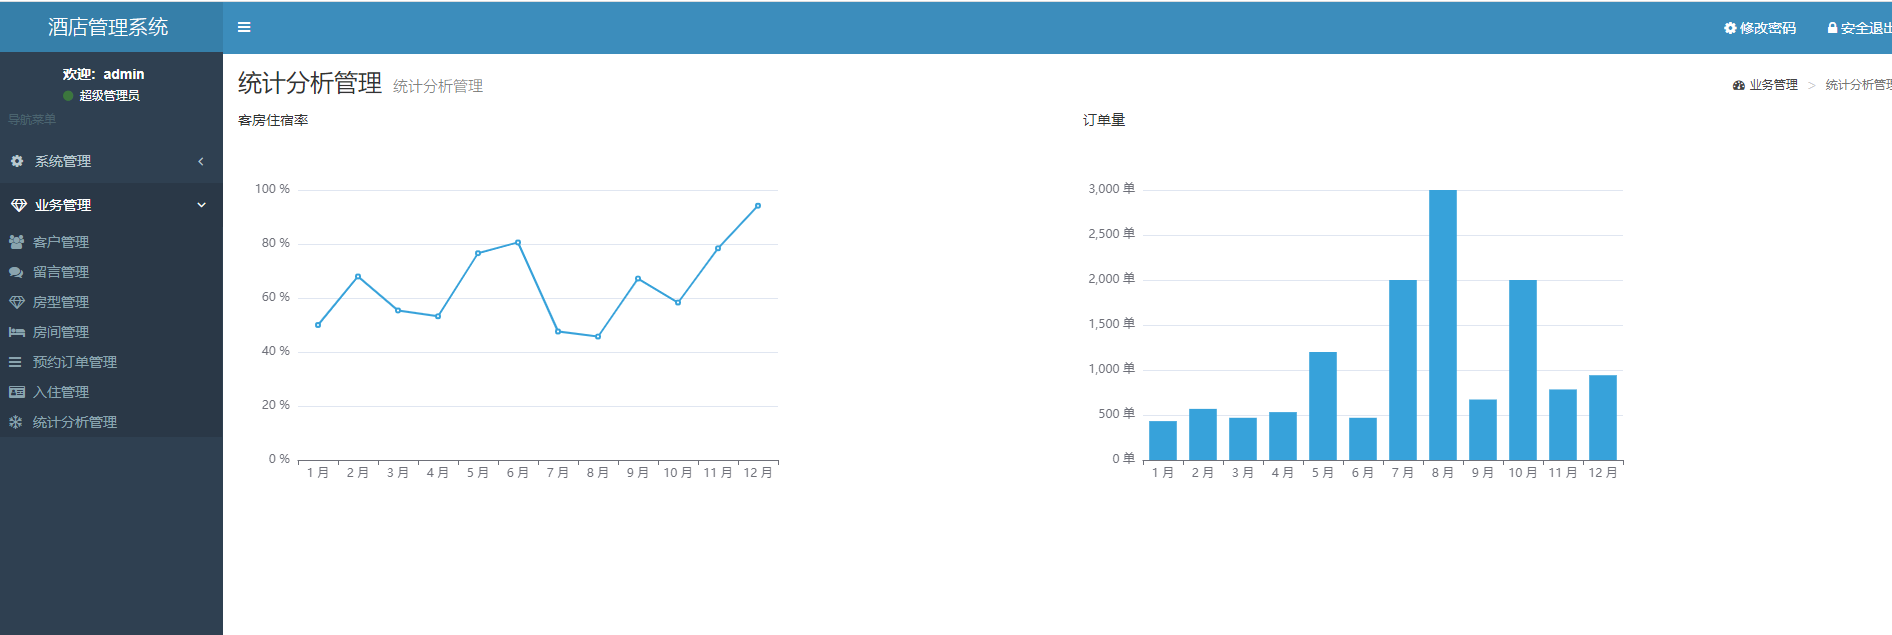 酒店管理系统
修改密码
安全退出
欢迎: admin
超级管理员
导航菜单
系统管理
业务管理
客户管理
留言管理
房型管理
房间管理
预约订单管理
入住管理
统计分析管理
统计分析管理 统计分析管理
业务管理 > 统计分析管理
客房住宿率
100 %
80 %
60 %
40 %
20 %
0 %
1 月 2 月 3 月 4 月 5 月 6 月 7 月 8 月 9 月 10 月 11 月 12 月
订单量
3,000 单
2,500 单
2,000 单
1,500 单
1,000 单
500 单
0 单
1 月 2 月 3 月 4 月 5 月 6 月 7 月 8 月 9 月 10 月 11 月 12 月